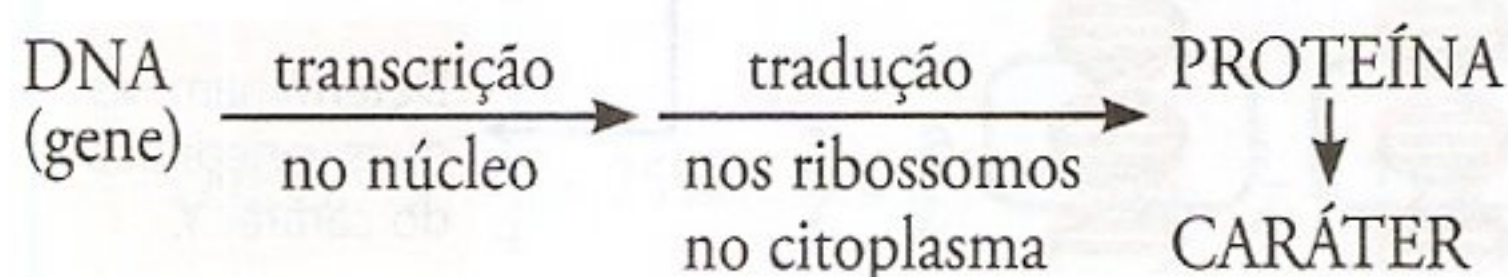 DNA transcrição tradução PROTEÍNA
(gene) no núcleo nos ribossomos
no citoplasma CARÁTER